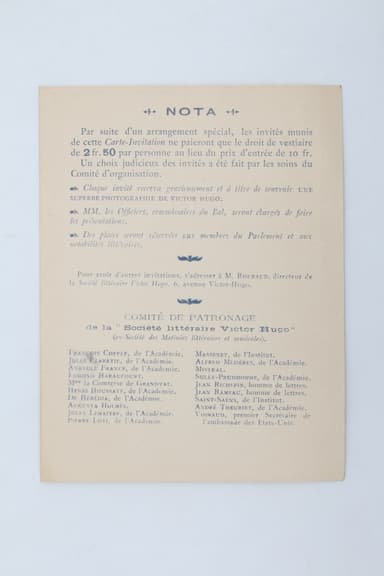 NOTA
Par suite d'un arrangement spécial, les invités munis
de cette Carte-Invitation ne paieront que le droit de vestiaire
de 2 fr. 50 par personne au lieu du prix d'entrée de 10 fr.
Un choix judicieux des invités a été fait par les soins du
Comité d'organisation.
Chaque invité recevra gracieusement et à titre de souvenir UNE
SUPERBE PHOTOGRAPHIE DE VICTOR HUGO.
MM. les Officiers, commissaires du Bal, seront chargés de faire
les présentations.
Des places seront réservées aux membres du Parlement et aux
notabilités littéraires.
Pour avoir d'autres invitations, s'adresser à M. directeur de
la Société littéraire Victor Hugo, 6, avenue Victor-Hugo.
COMITÉ DE PATRONAGE
de la "Société littéraire Victor Hugo"
(ex-Société des Matinées littéraires et musicales).
FRANÇOIS COPPÉE, de l'Académie.
JULES CLARETIE, de l'Académie.
ANATOLE FRANCE, de l'Académie.
EDMOND HARAUCOURT.
Mme la Comtesse de GRANDVAL.
HENRI HOUSSAYE, de l'Académie.
DE HÉRÉDIA, de l'Académie.
AUGUSTA HOLMÈS.
JULES LEMAITRE, de l'Académie.
PIERRE LOTI, de l'Académie.
MASSENET, de l'Institut.
ALFRED MÉZIÈRES, de l'Académie.
MISTRAL.
SULLY-PRUDHOMME, de l'Académie.
JEAN RICHEPIN, homme de lettres.
JEAN RAMEAU, homme de lettres.
SAINT-SAËNS, de l'Institut.
ANDRÉ THEURIET, de l'Académie.
VIGNAUD, premier Secrétaire de
l'ambassade des Etats-Unis.